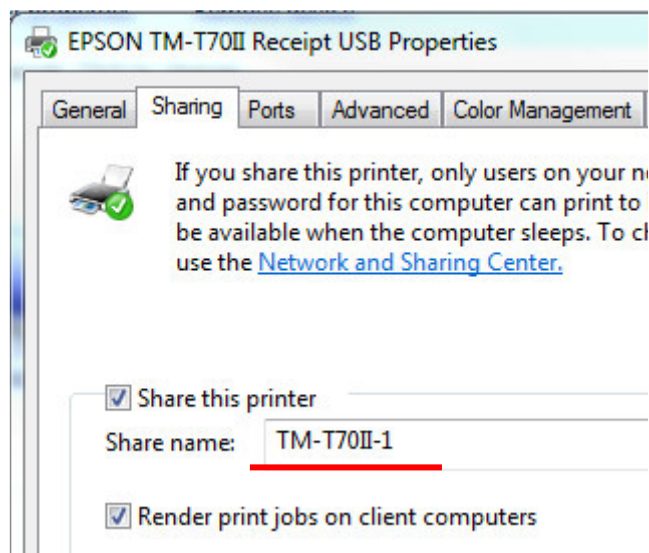 EPSON TM-T70Ⅱ Receipt USB Properties
General Sharing Ports Advanced Color Management
If you share this printer, only users on your
and password for this computer can print to
be available when the computer sleeps. To
use the Network and Sharing Center.
Share this printer
Share name: TM-T70Ⅱ-1
Render print jobs on client computers